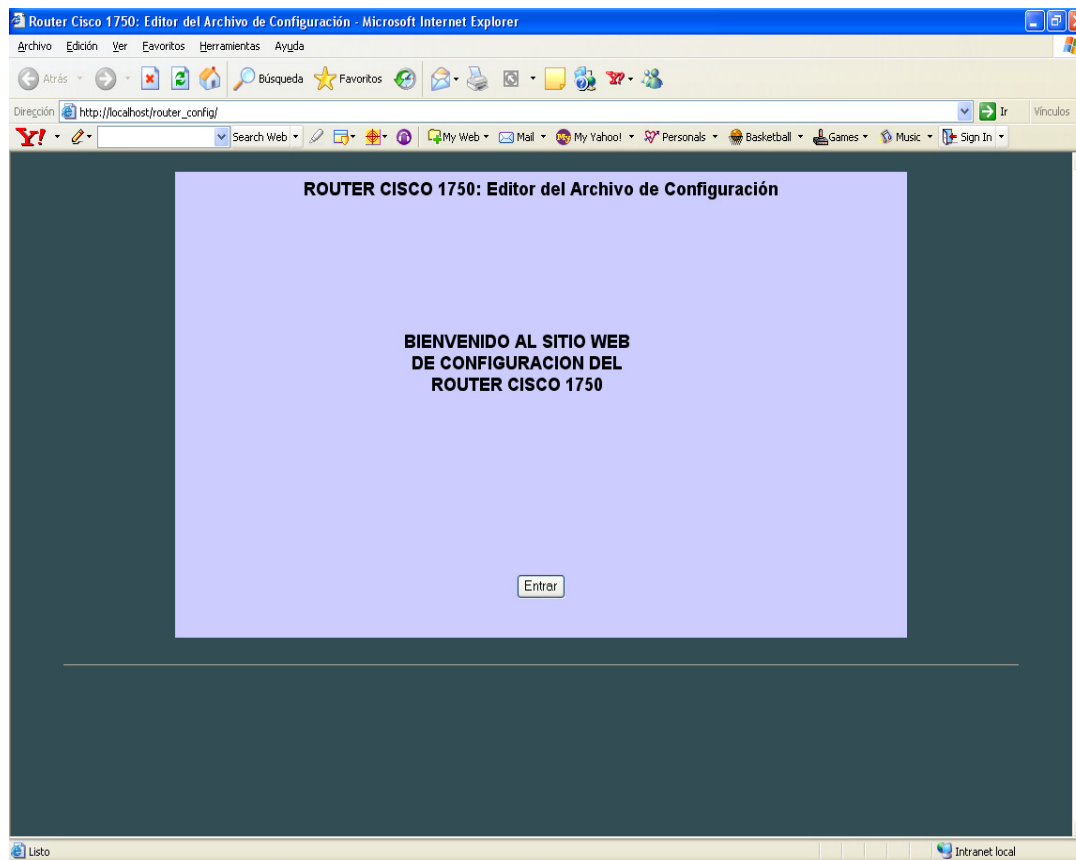 Router Cisco 1750: Editor del Archivo de Configuración - Microsoft Internet Explorer
Archivo Edición Ver Favoritos Herramientas Ayuda
Atrás Búsqueda Favoritos
Dirección http://localhost/router_config/ Ir Vínculos
Y! Search Web My Web Mail My Yahoo! Personals Basketball Games Music Sign In
ROUTER CISCO 1750: Editor del Archivo de Configuración
BIENVENIDO AL SITIO WEB
DE CONFIGURACION DEL
ROUTER CISCO 1750
Entrar
Listo Intranet local